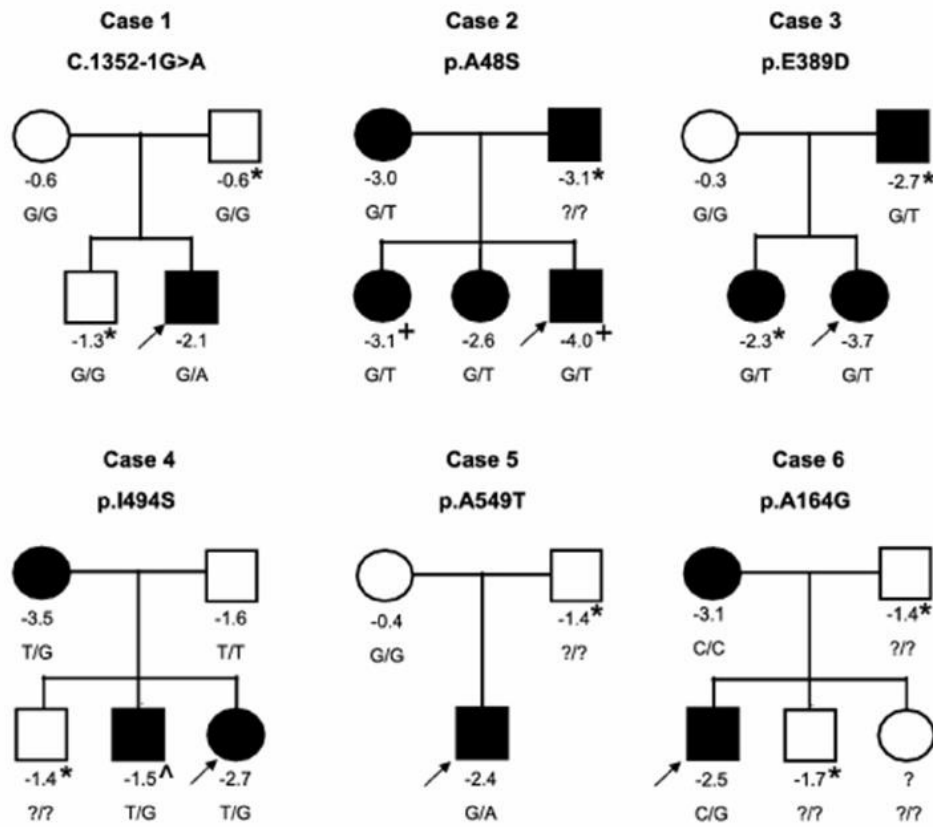 Case 1
C.1352-1G>A
-0.6
-0.6*
G/G
G/G
-1.3*
-2.1
G/G
G/A
Case 2
p.A48S
-3.0
-3.1*
G/T
?/?
-3.1+
-2.6
-4.0+
G/T
G/T
G/T
Case 3
p.E389D
-0.3
-2.7*
G/G
G/T
-2.3*
-3.7
G/T
G/T
Case 4
p.I494S
-3.5
-1.6
T/G
T/T
-1.4*
-1.5^
-2.7
?/?
T/G
T/G
Case 5
p.A549T
-0.4
-1.4*
G/G
?/?
-2.4
G/A
Case 6
p.A164G
-3.1
-1.4*
C/C
?/?
-2.5
-1.7*
?
C/G
?/?
?/?